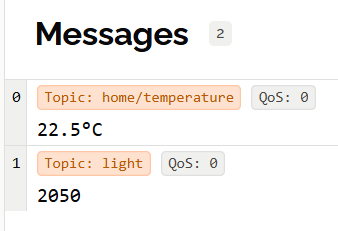 Messages 2
0 Topic: home/temperature QoS: 0
22.5°C
1 Topic: light QoS: 0
2050